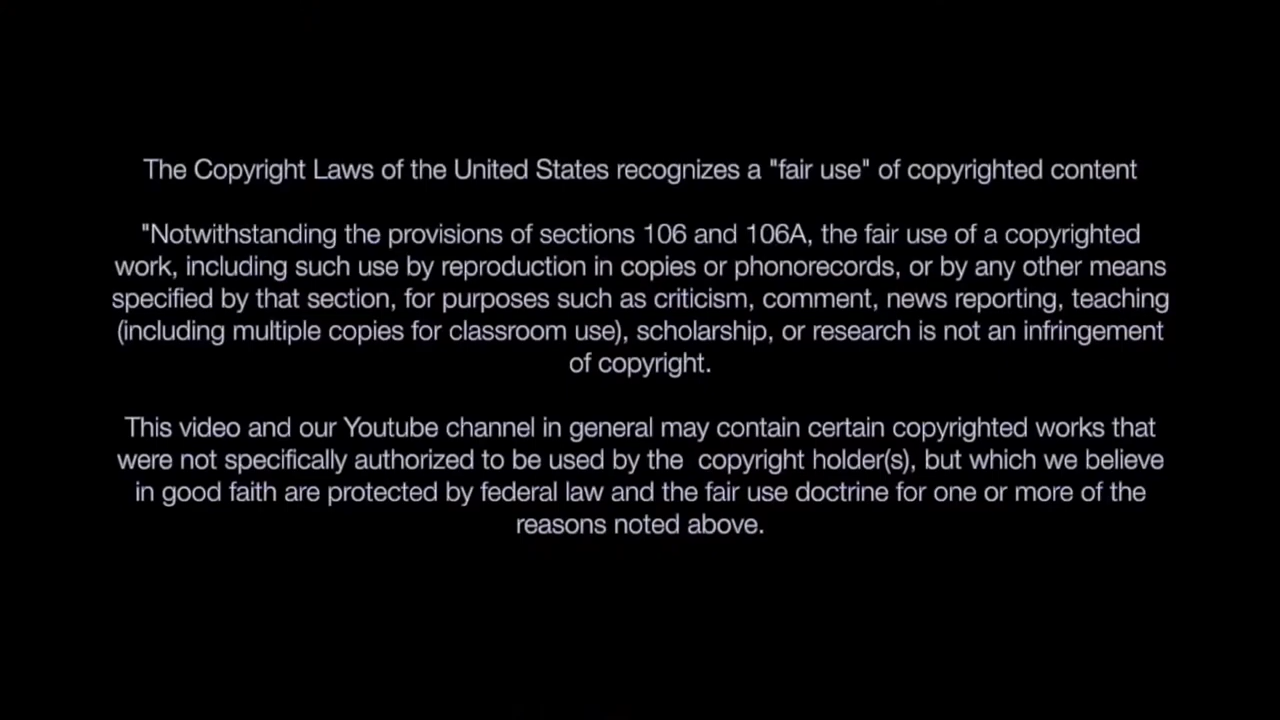 The Copyright Laws of the United States recognizes a "fair use" of copyrighted content
"Notwithstanding the provisions of sections 106 and 106A, the fair use of a copyrighted
work, including such use by reproduction in copies or phonorecords, or by any other means
specified by that section, for purposes such as criticism, comment, news reporting, teaching
(including multiple copies for classroom use), scholarship, or research is not an infringement
of copyright.
This video and our Youtube channel in general may contain certain copyrighted works that
were not specifically authorized to be used by the  copyright holder(s), but which we believe
in good faith are protected by federal law and the fair use doctrine for one or more of the
reasons noted above.